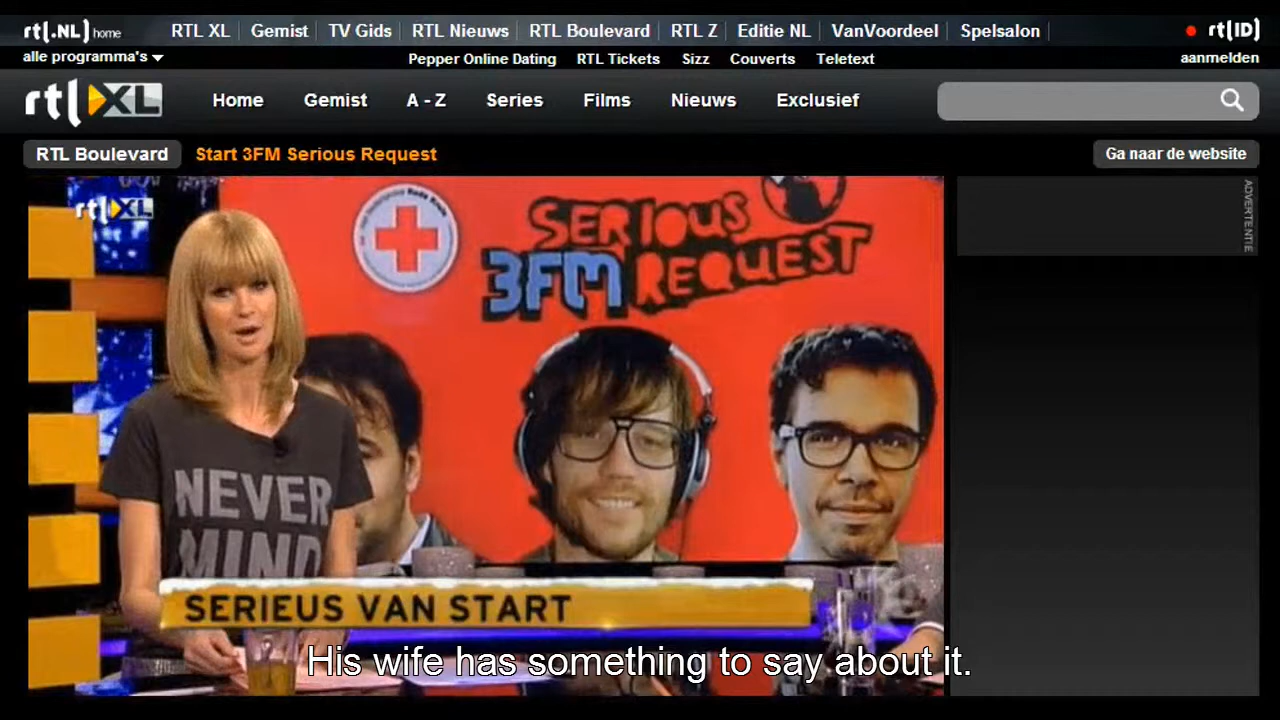 rtl.NL home
RTL XL Gemist TV Gids RTL Nieuws RTL Boulevard RTL Z Editie NL VanVoordeel Spelsalon
rtl(ID)
alle programma's
Pepper Online Dating RTL Tickets Sizz Couverts Teletext
aanmelden
rtl XL
Home Gemist A - Z Series Films Nieuws Exclusief
RTL Boulevard Start 3FM Serious Request
Ga naar de website
ADVERTENTIE
rtl XL
SERIOUS
3FM REQUEST
NEVER
MIND
SERIEUS VAN START
His wife has something to say about it.